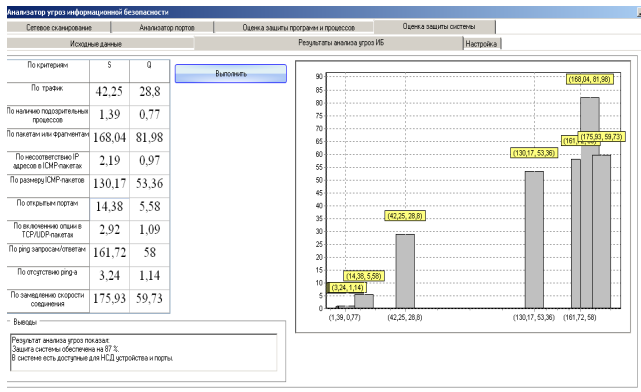 Анализатор угроз информационной безопасности
Сетевое сканирование Анализатор портов Оценка защиты программ и процессов Оценка защиты системы
Исходные данные Результаты анализа угроз ИБ Настройка
По критериям S Q
Выполнить
По трафик 42,25 28,8
По наличию подозрительных процессов 1,39 0,77
По пакетам или фрагментам 168,04 81,98
По несоответствию IP адресов в ICMP-пакетах 2,19 0,97
По размеру ICMP-пакетов 130,17 53,36
По открытым портам 14,38 5,58
По включению опции в TCP/UDP-пакетах 2,92 1,09
По ping запросам/ответам 161,72 58
По отсутствию ping-а 3,24 1,14
По замедлению скорости соединения 175,93 59,73
90
85
80
75
70
65
60
55
50
45
40
35
30
25
20
15
10
5
0
(168,04, 81,98)
(175,93, 59,73)
(130,17, 53,36)
(42,25, 28,8)
(14,38, 5,58)
(3,24, 1,14)
(1,39, 0,77) (42,25, 28,8) (130,17, 53,36) (161,72, 58)
Выводы
Результат анализа угроз показал:
Защита системы обеспечена на 87 %.
В системе есть доступные для НСД устройства и порты.